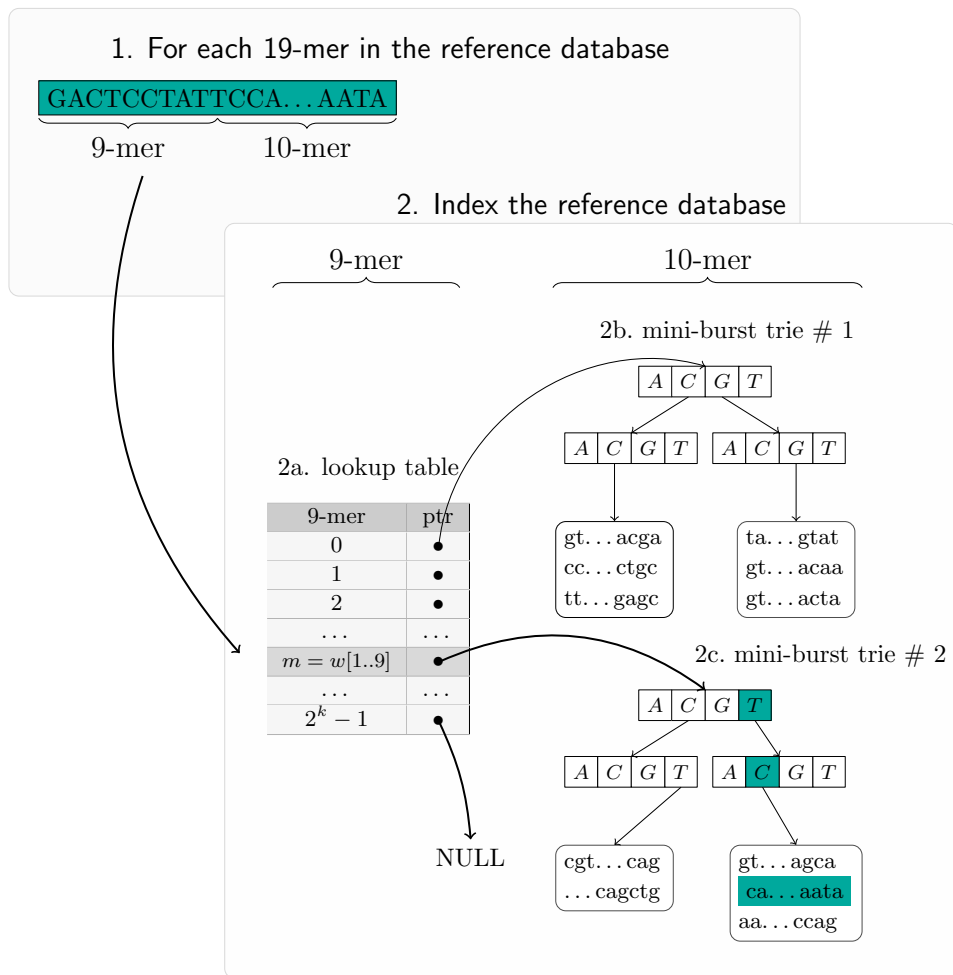 1. For each 19-mer in the reference database
GACTCCTATTCCA...AATA
9-mer 10-mer
2. Index the reference database
9-mer 10-mer
2b. mini-burst trie # 1
A C G T
A C G T A C G T
2a. lookup table
9-mer ptr
0
1
2
... ...
m = w[1..9]
... ...
2^k − 1
gt...acga
cc...ctgc
tt...gagc
ta...gtat
gt...acaa
gt...acta
2c. mini-burst trie # 2
A C G T
A C G T A C G T
NULL
cgt...cag
...cagctg
gt...agca
ca...aata
aa...ccag